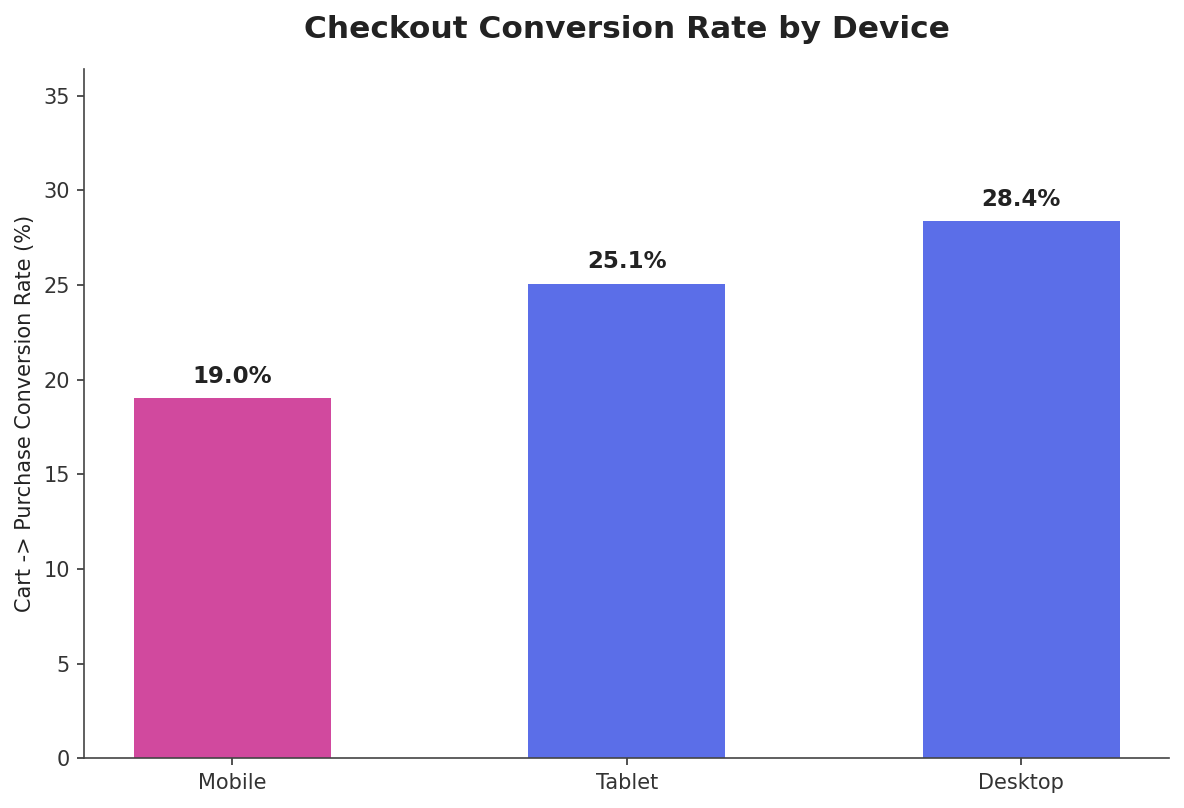 Checkout Conversion Rate by Device
Cart -> Purchase Conversion Rate (%)
35
30
25
20
15
10
5
0
19.0%
25.1%
28.4%
Mobile
Tablet
Desktop